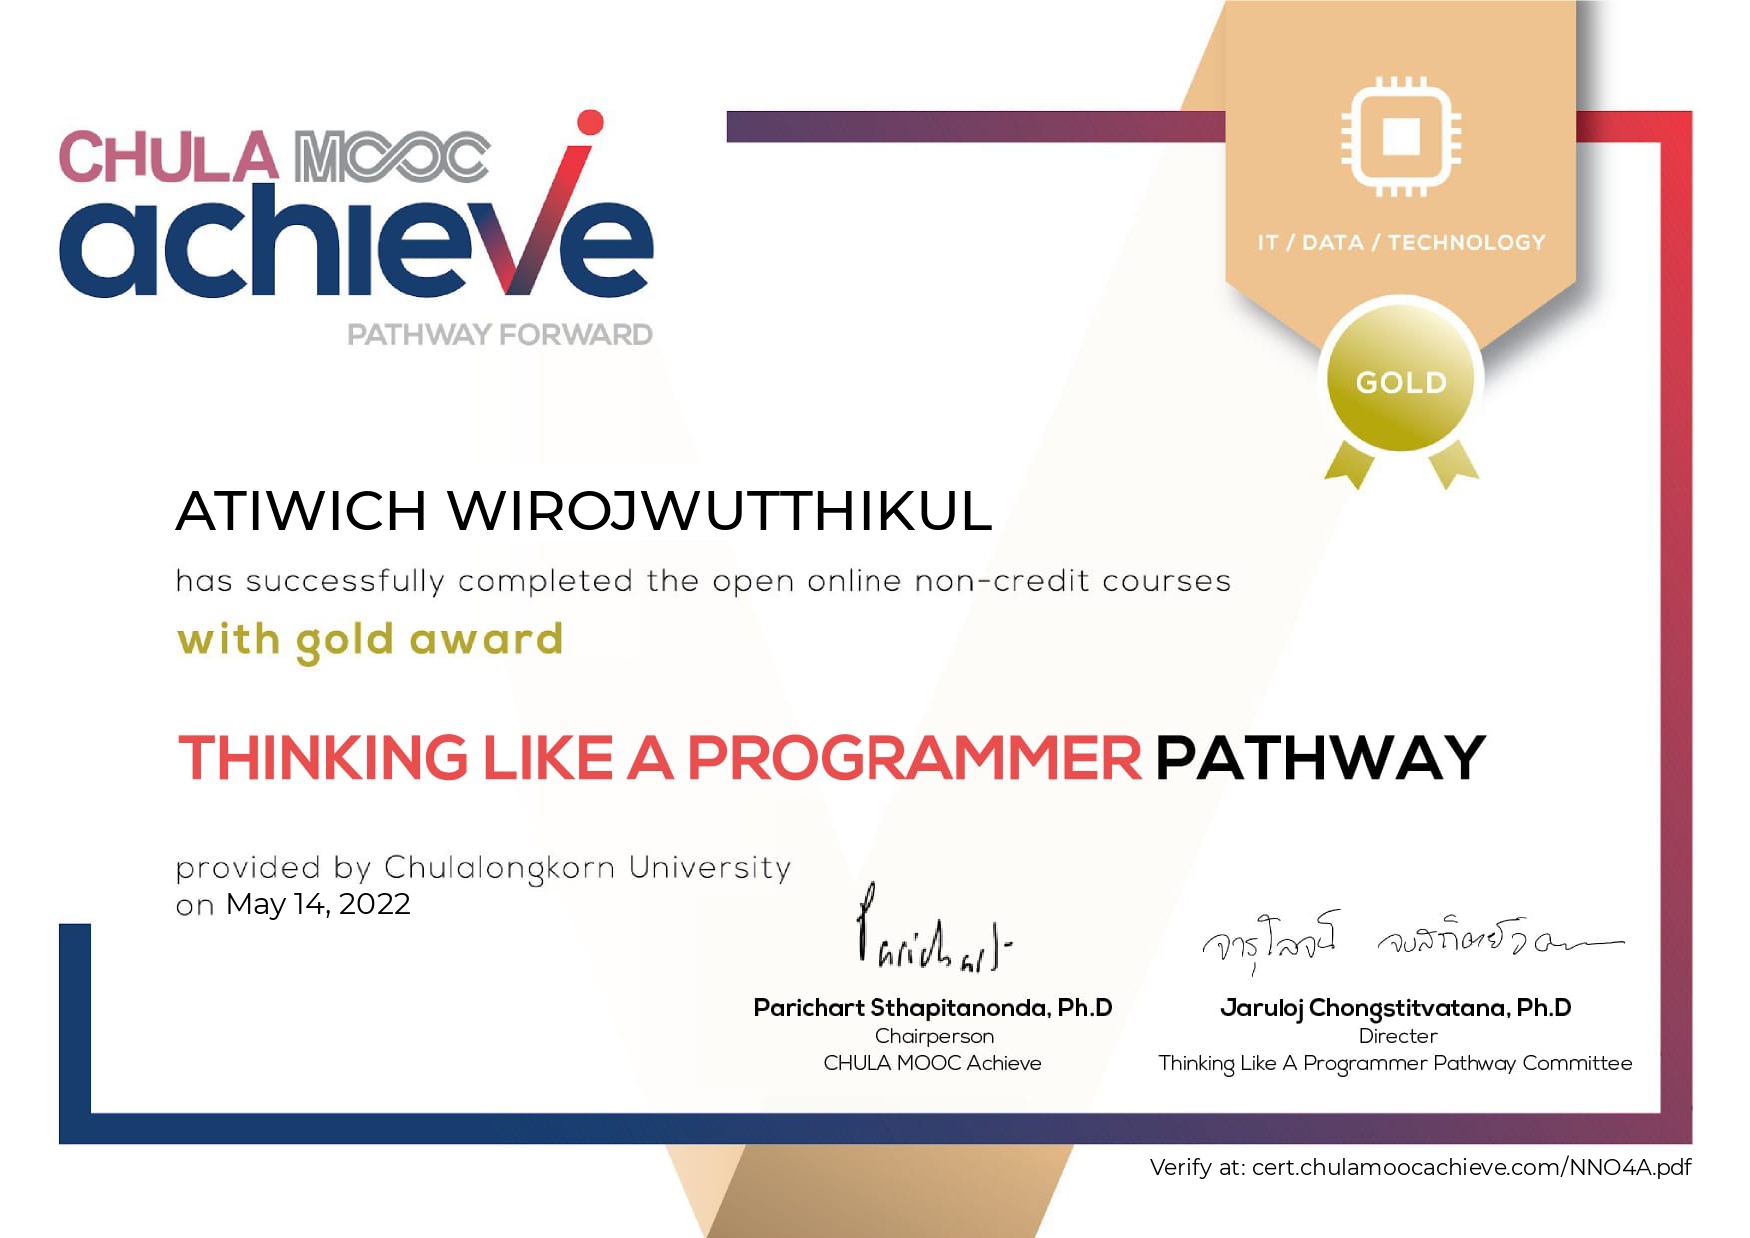 CHULA MOOC
achieve
PATHWAY FORWARD
IT / DATA / TECHNOLOGY
GOLD
ATIWICH WIROJWUTTHIKUL
has successfully completed the open online non-credit courses
with gold award
THINKING LIKE A PROGRAMMER PATHWAY
provided by Chulalongkorn University
on May 14, 2022
Parichart
จารุโลจน์ จงสถิตย์วัฒนา
Parichart Sthapitanonda, Ph.D
Chairperson
CHULA MOOC Achieve
Jaruloj Chongstitvatana, Ph.D
Directer
Thinking Like A Programmer Pathway Committee
Verify at: cert.chulamoocachieve.com/NNO4A.pdf